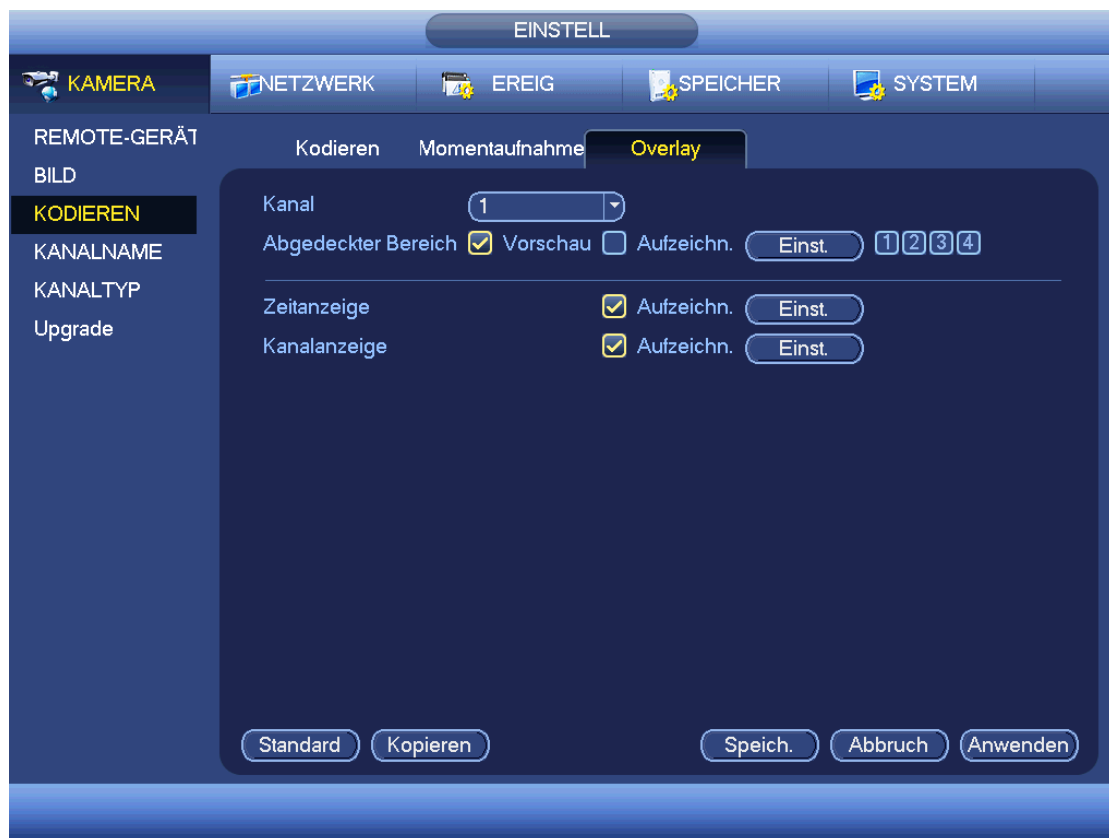 EINSTELL
KAMERA NETZWERK EREIG SPEICHER SYSTEM
REMOTE-GERÄT
BILD
KODIEREN
KANALNAME
KANALTYP
Upgrade
Kodieren Momentaufnahme Overlay
Kanal 1
Abgedeckter Bereich Vorschau Aufzeichn. Einst. 1 2 3 4
Zeitanzeige Aufzeichn. Einst.
Kanalanzeige Aufzeichn. Einst.
Standard Kopieren Speich. Abbruch Anwenden